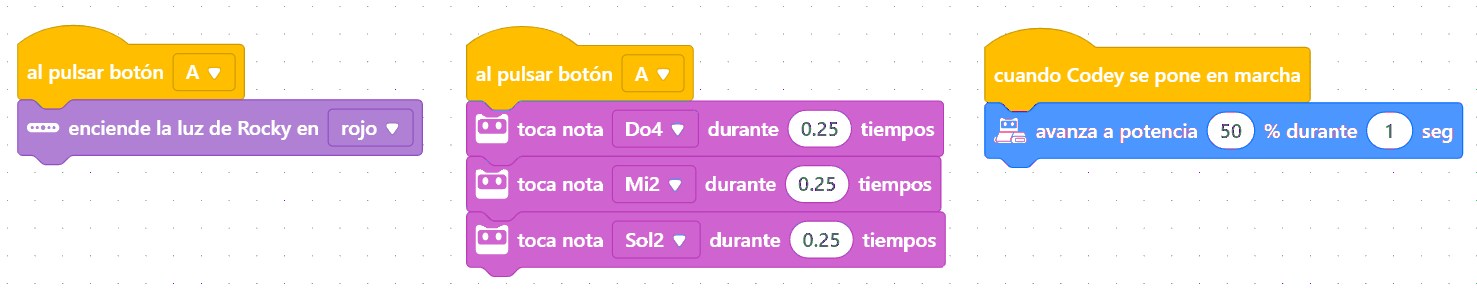 al pulsar botón A
enciende la luz de Rocky en rojo
al pulsar botón A
toca nota Do4 durante 0.25 tiempos
toca nota Mi2 durante 0.25 tiempos
toca nota Sol2 durante 0.25 tiempos
cuando Codey se pone en marcha
avanza a potencia 50 % durante 1 seg